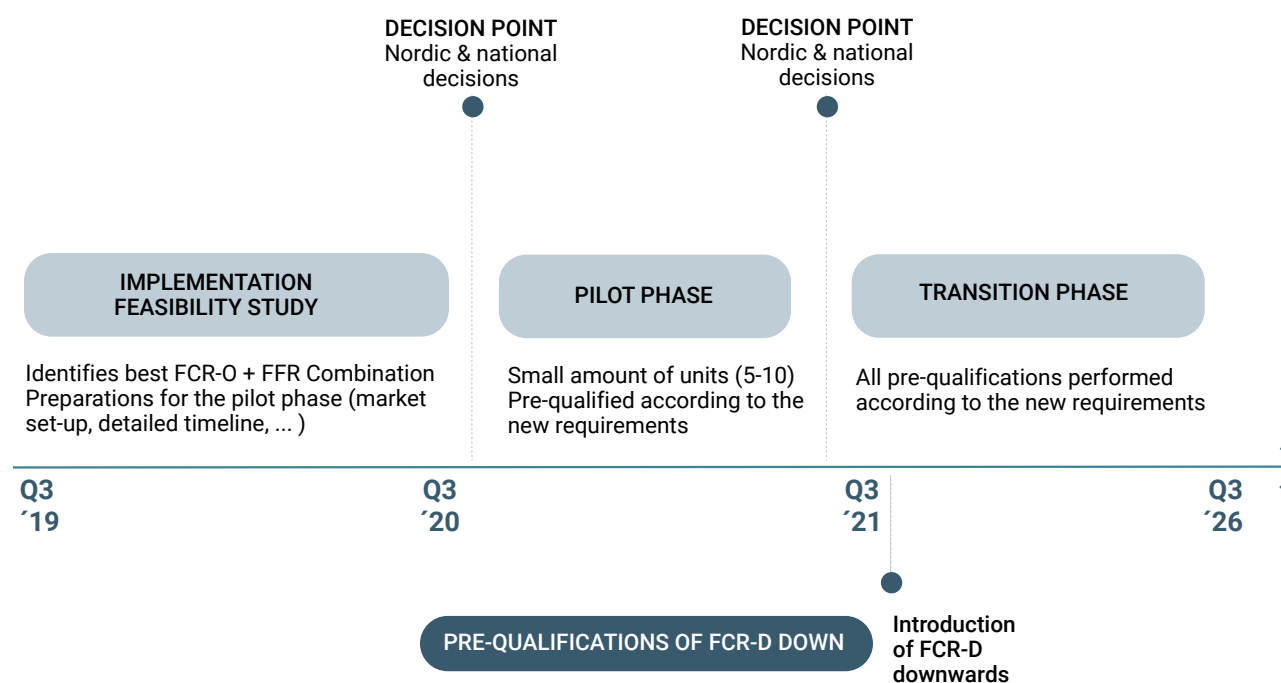 DECISION POINT
Nordic & national
decisions
DECISION POINT
Nordic & national
decisions
IMPLEMENTATION
FEASIBILITY STUDY
PILOT PHASE
TRANSITION PHASE
Identifies best FCR-O + FFR Combination
Preparations for the pilot phase (market
set-up, detailed timeline, ... )
Small amount of units (5-10)
Pre-qualified according to the
new requirements
All pre-qualifications performed
according to the new requirements
Q3
´19
Q3
´20
Q3
´21
Q3
´26
PRE-QUALIFICATIONS OF FCR-D DOWN
Introduction
of FCR-D
downwards